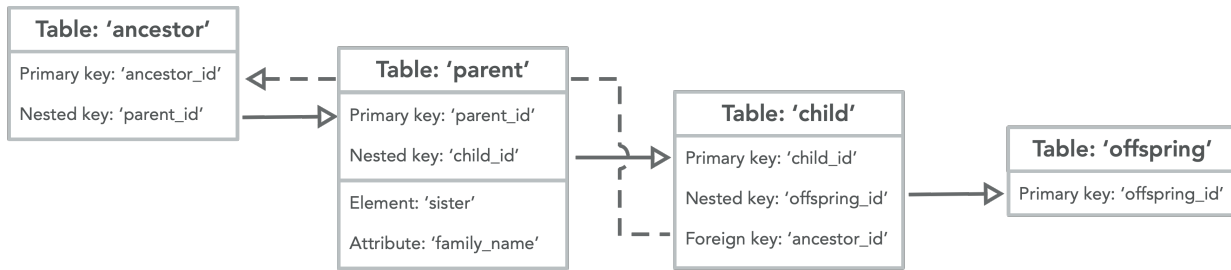 Table: ‘ancestor’
Primary key: ‘ancestor_id’
Nested key: ‘parent_id’
Table: ‘parent’
Primary key: ‘parent_id’
Nested key: ‘child_id’
Element: ‘sister’
Attribute: ‘family_name’
Table: ‘child’
Primary key: ‘child_id’
Nested key: ‘offspring_id’
Foreign key: ‘ancestor_id’
Table: ‘offspring’
Primary key: ‘offspring_id’